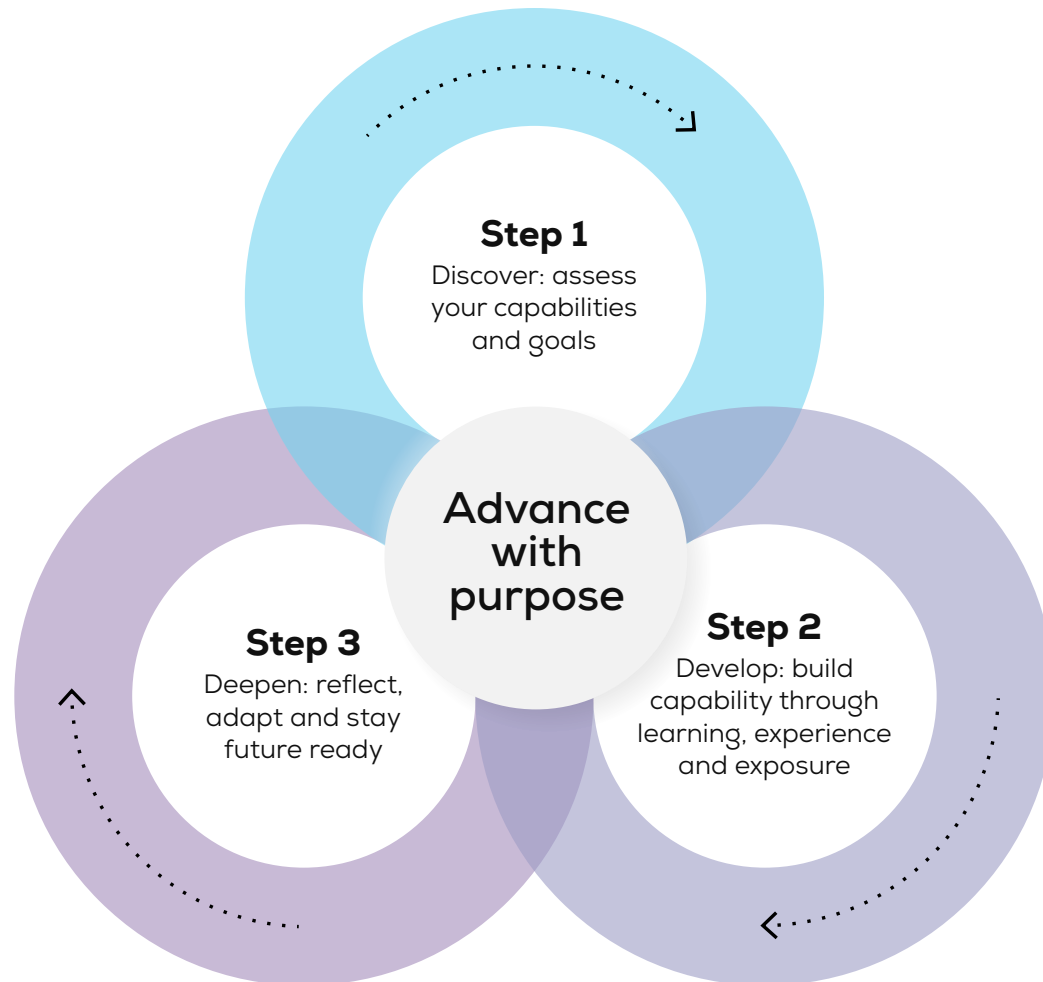 Step 1
Discover: assess
your capabilities
and goals
Advance
with
purpose
Step 2
Develop: build
capability through
learning, experience
and exposure
Step 3
Deepen: reflect,
adapt and stay
future ready